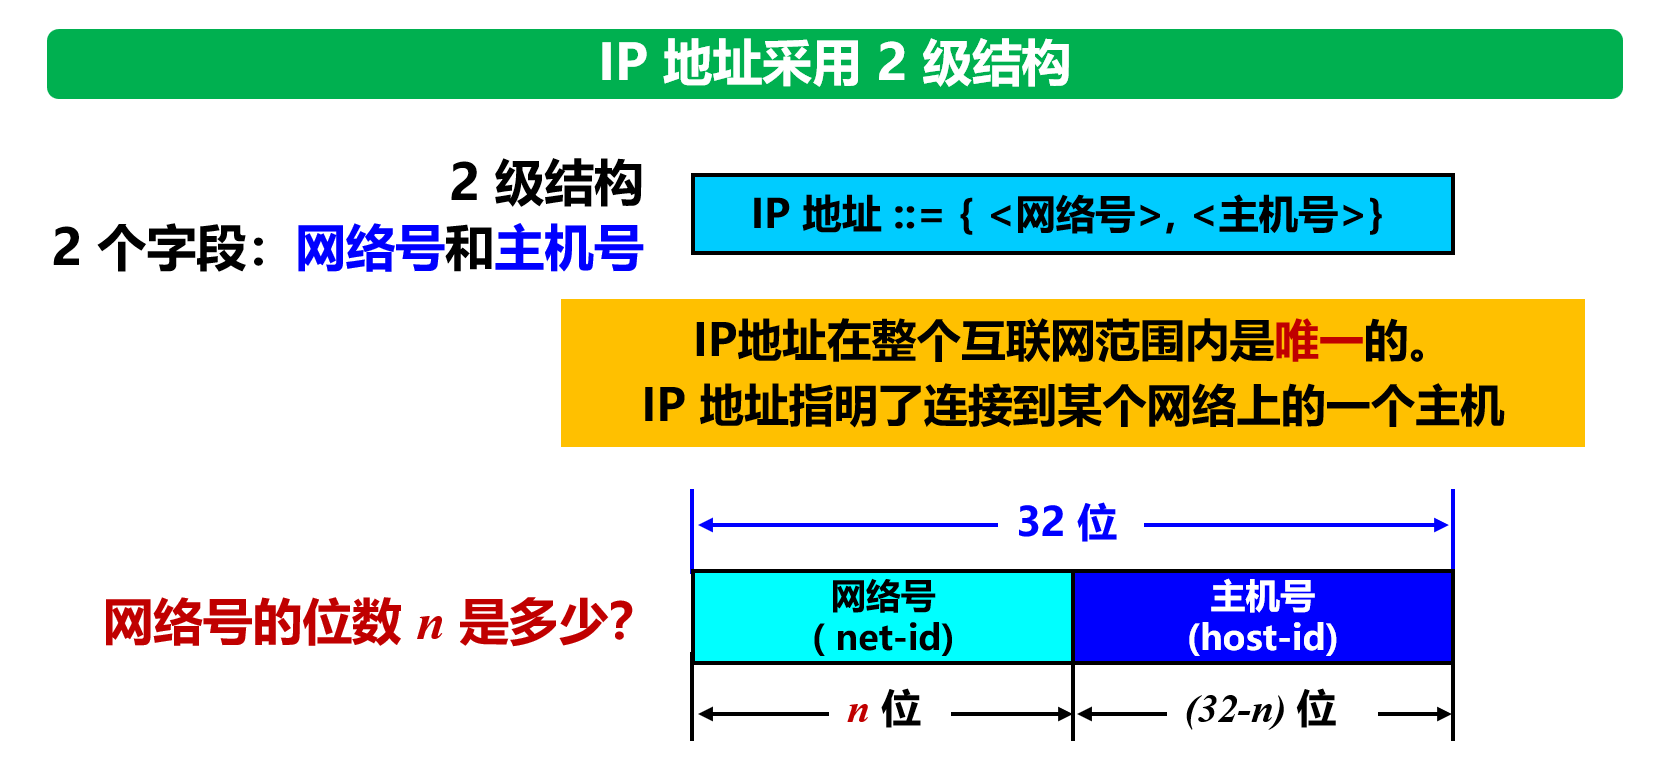 IP 地址采用 2 级结构
2 级结构
2 个字段：网络号和主机号
IP 地址 ::= { <网络号>, <主机号>}
IP地址在整个互联网范围内是唯一的。
IP 地址指明了连接到某个网络上的一个主机
32 位
网络号的位数 n 是多少?
网络号
( net-id)
主机号
(host-id)
n 位
(32-n) 位